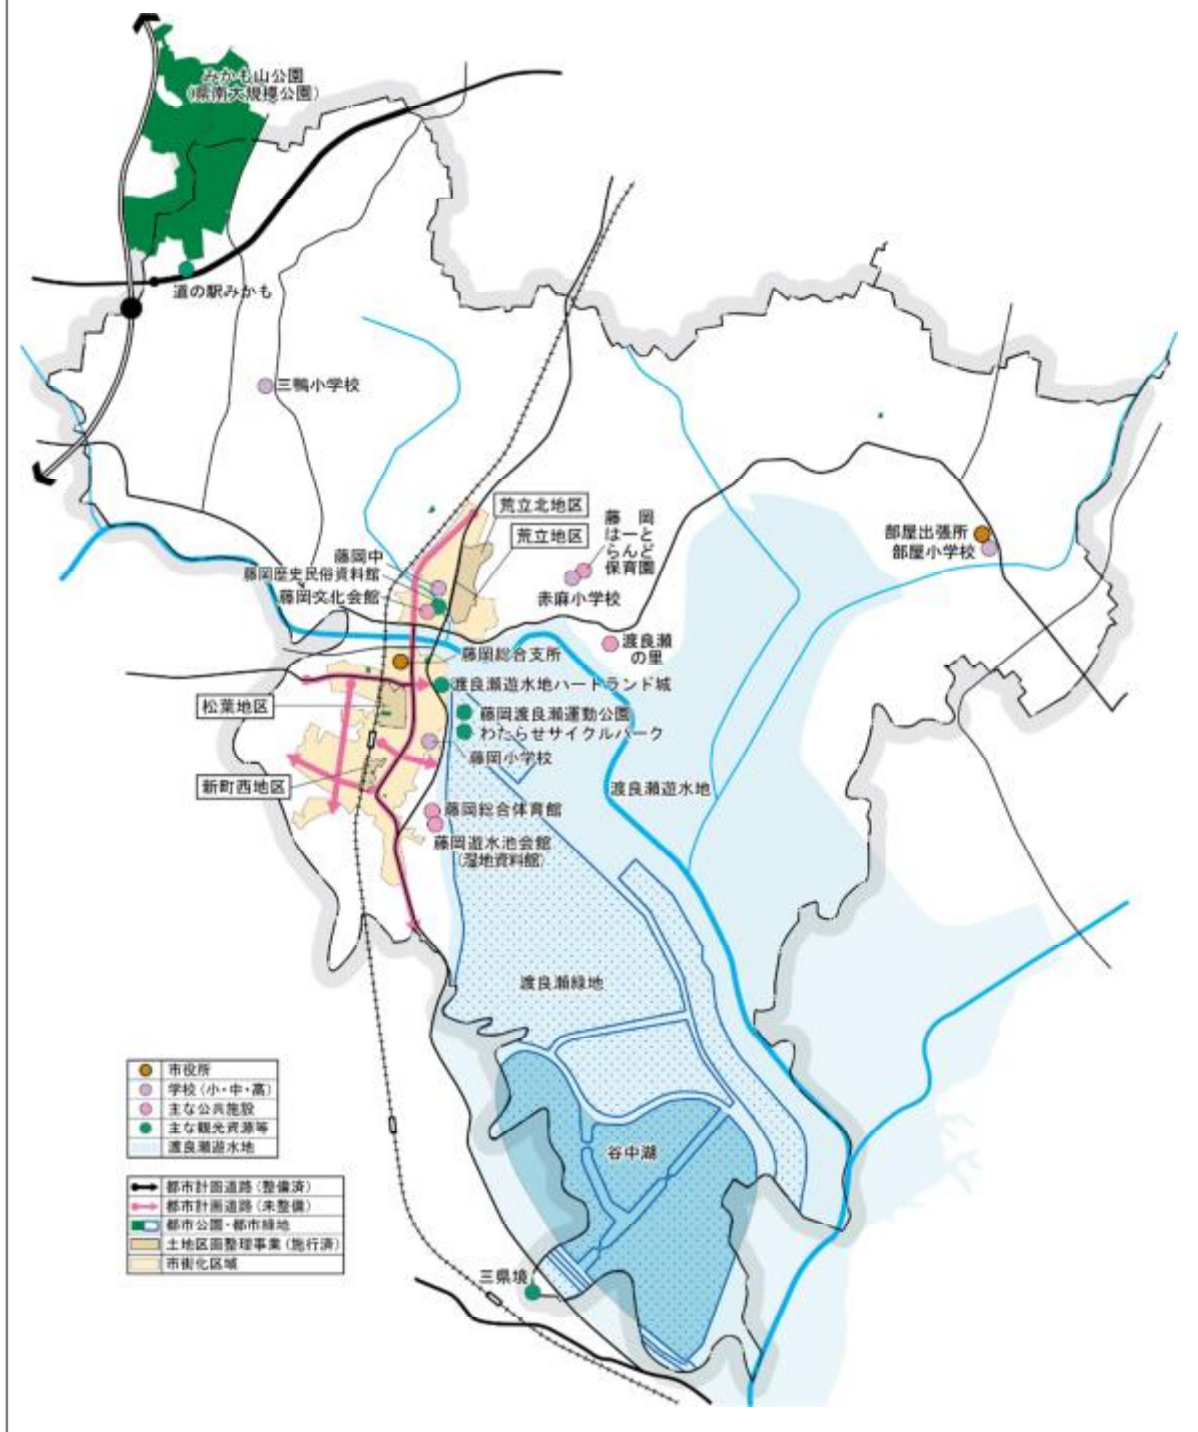 みかも山公園
(県南大規模公園)
道の駅みかも
三鴨小学校
荒立北地区
荒立地区
藤岡
はーと
らんど
保育園
部屋出張所
部屋小学校
藤岡中
藤岡歴史民俗資料館
藤岡文化会館
赤麻小学校
渡良瀬
の里
藤岡総合支所
渡良瀬遊水地ハートランド城
松葉地区
藤岡渡良瀬運動公園
わたらせサイクルパーク
藤岡小学校
新町西地区
渡良瀬遊水地
藤岡総合体育館
藤岡遊水池会館
(湿地資料館)
渡良瀬緑地
谷中湖
三県境
市役所
学校(小・中・高)
主な公共施設
主な観光資源等
渡良瀬遊水地
都市計画道路(整備済)
都市計画道路(未整備)
都市公園・都市緑地
土地区画整理事業(施行済)
市街化区域